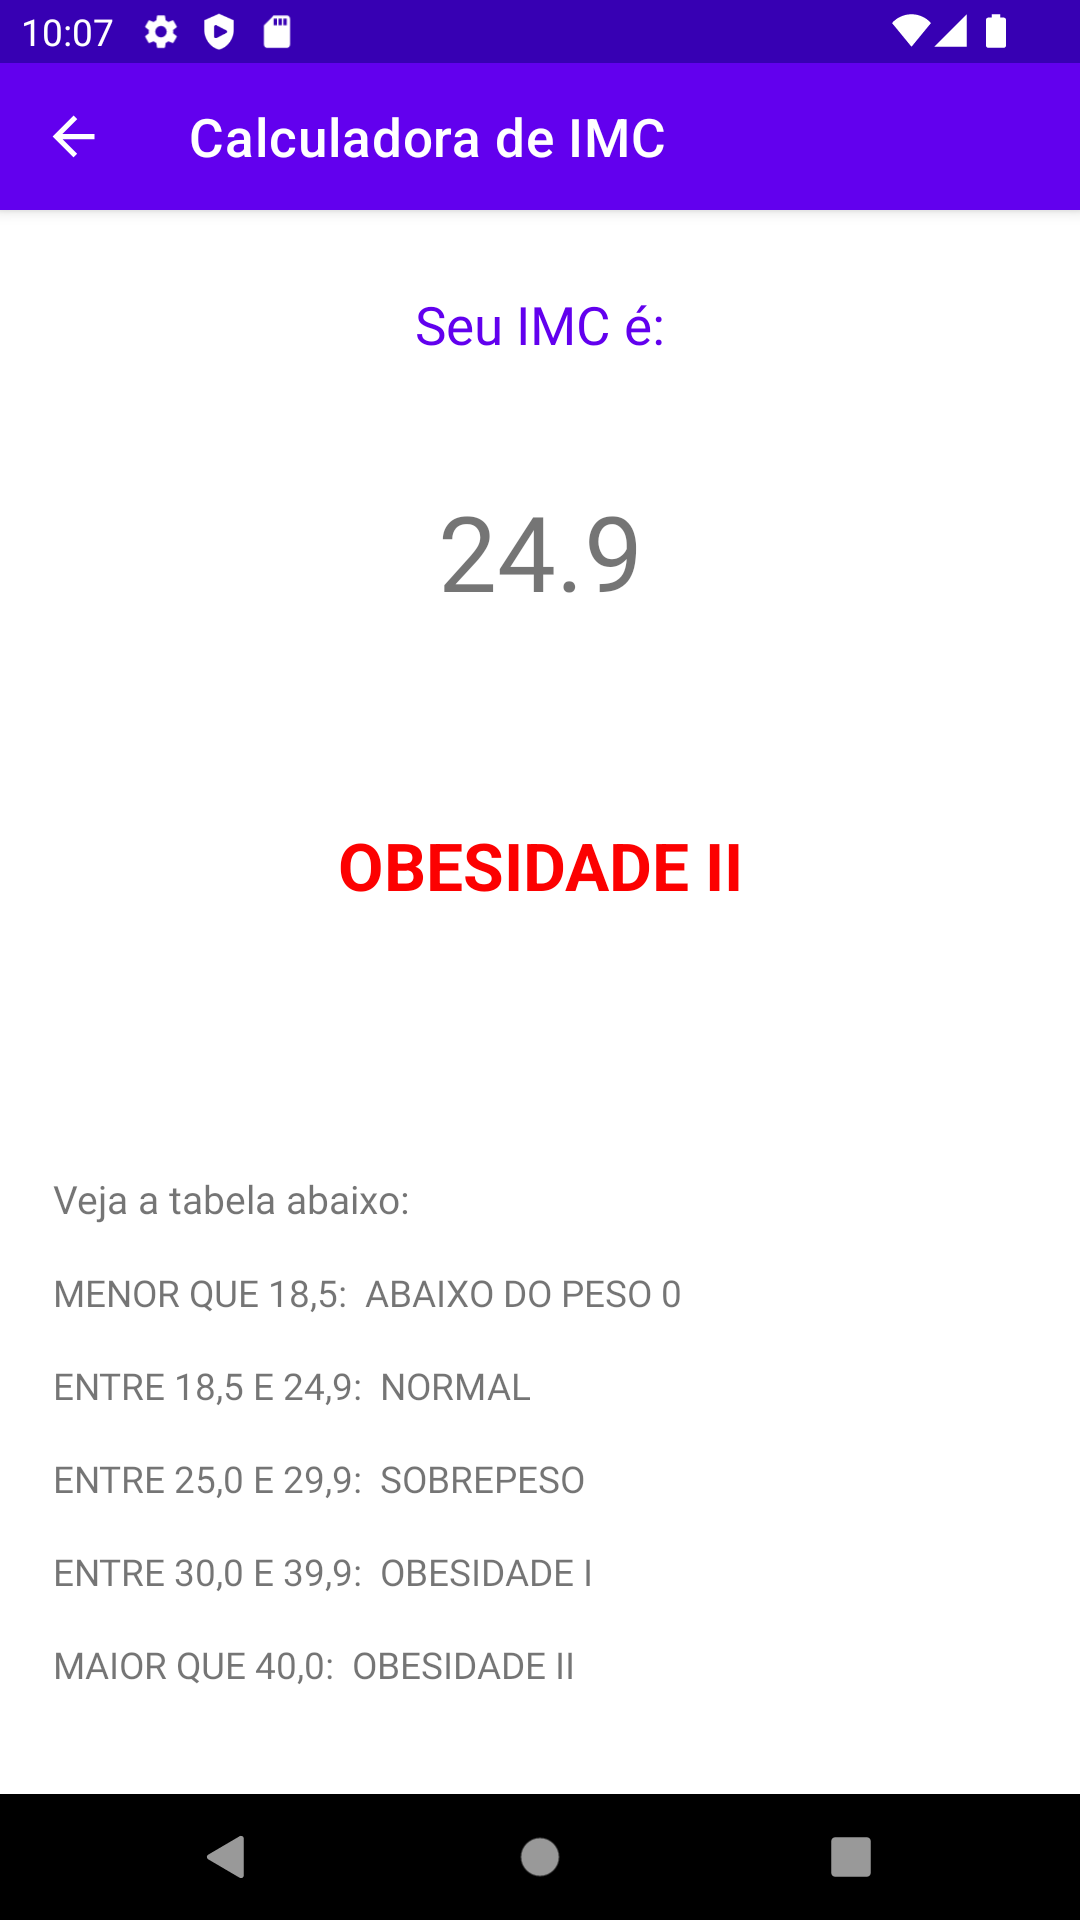 10:07
Calculadora de IMC
Seu IMC é:
24.9
OBESIDADE II
Veja a tabela abaixo:
MENOR QUE 18,5:  ABAIXO DO PESO 0
ENTRE 18,5 E 24,9:  NORMAL
ENTRE 25,0 E 29,9:  SOBREPESO
ENTRE 30,0 E 39,9:  OBESIDADE I
MAIOR QUE 40,0:  OBESIDADE II